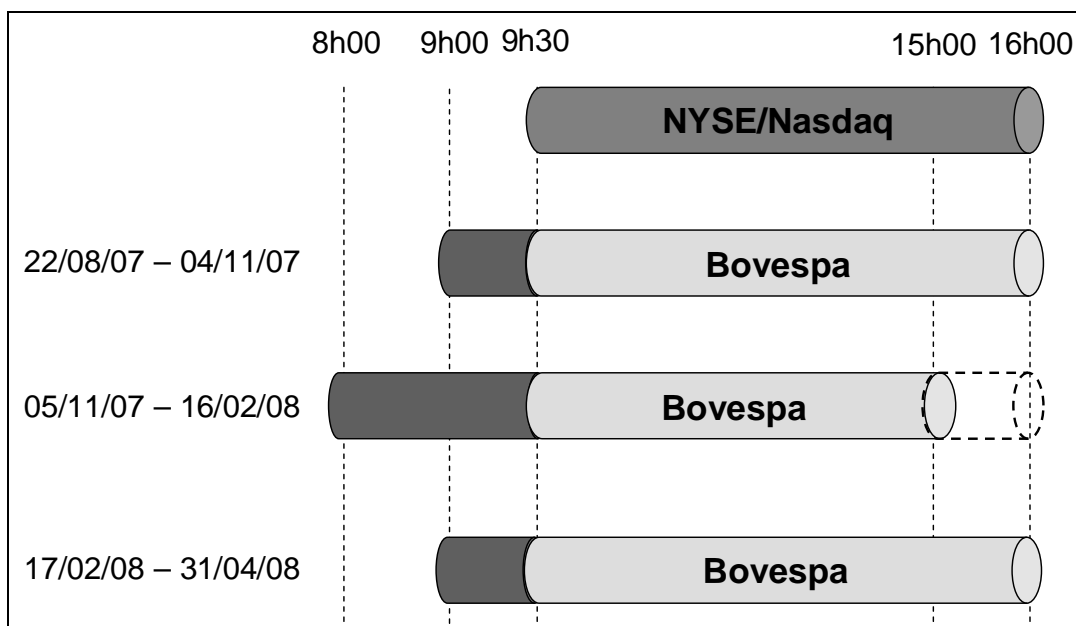 8h00 9h00 9h30 15h00 16h00
NYSE/Nasdaq
22/08/07 – 04/11/07 Bovespa
05/11/07 – 16/02/08 Bovespa
17/02/08 – 31/04/08 Bovespa